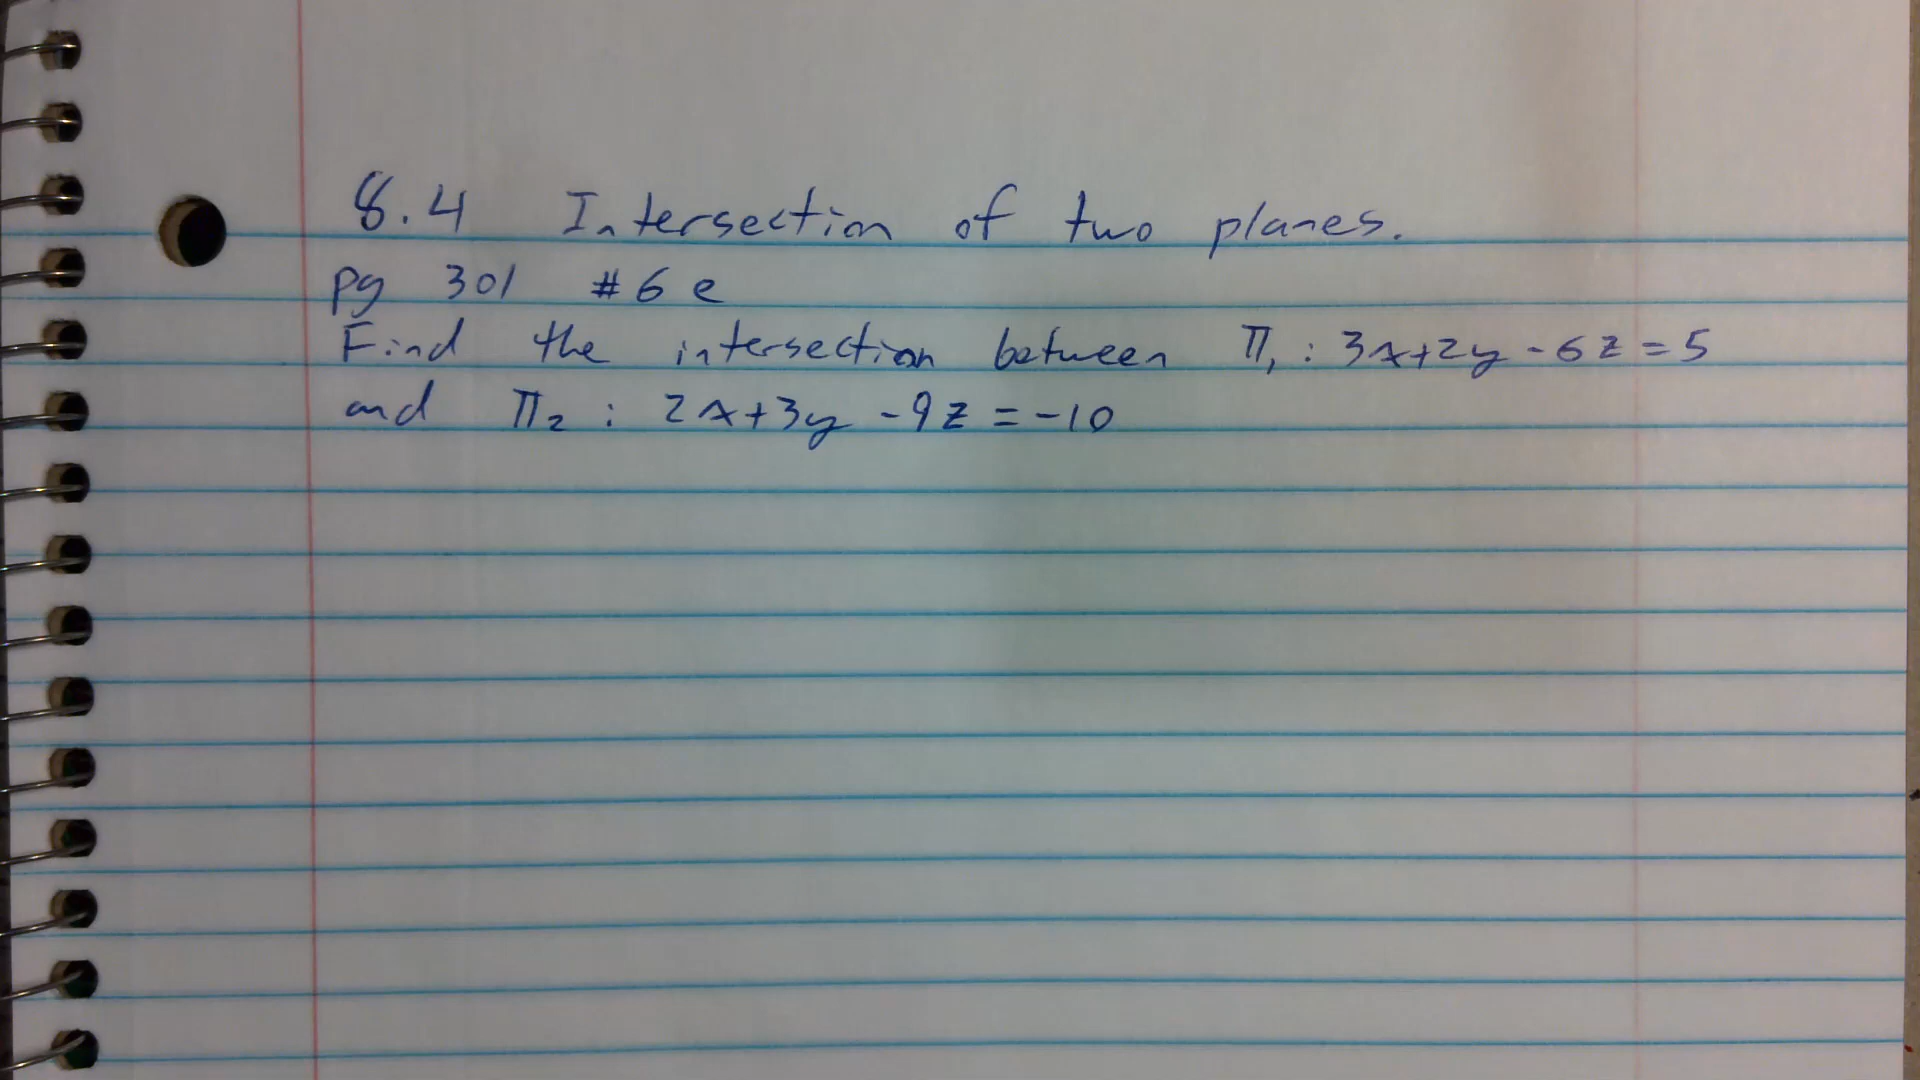 8.4 Intersection of two planes.
pg 301 #6 e
Find the intersection between π₁ : 3x+2y-6z=5
and π₂ : 2x+3y-9z=-10